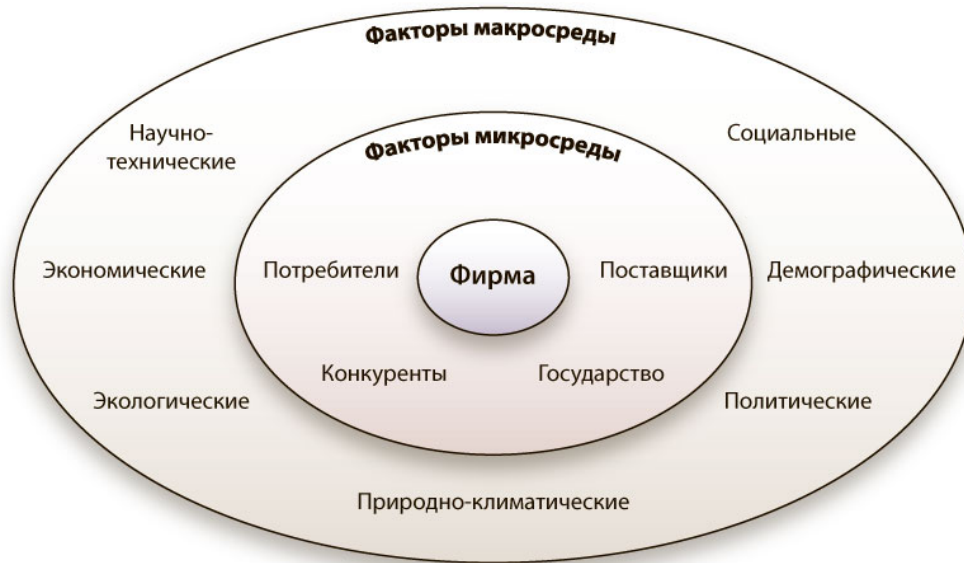 Факторы макросреды
Научно-
технические
Социальные
Факторы микросреды
Экономические
Потребители
Фирма
Поставщики
Демографические
Конкуренты
Государство
Экологические
Политические
Природно-климатические